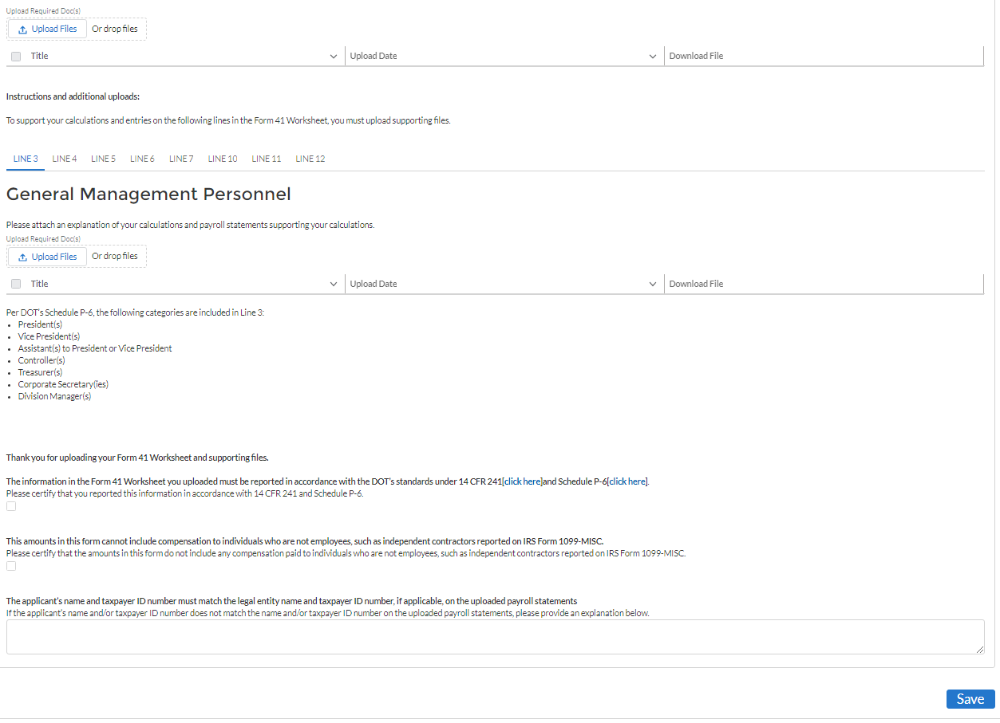 Upload Required Doc(s)
Upload Files Or drop files
Title Upload Date Download File
Instructions and additional uploads:
To support your calculations and entries on the following lines in the Form 41 Worksheet, you must upload supporting files.
LINE 3 LINE 4 LINE 5 LINE 6 LINE 7 LINE 10 LINE 11 LINE 12
General Management Personnel
Please attach an explanation of your calculations and payroll statements supporting your calculations.
Upload Required Doc(s)
Upload Files Or drop files
Title Upload Date Download File
Per DOT's Schedule P-6, the following categories are included in Line 3:
• President(s)
• Vice President(s)
• Assistant(s) to President or Vice President
• Controller(s)
• Treasurer(s)
• Corporate Secretary(ies)
• Division Manager(s)
Thank you for uploading your Form 41 Worksheet and supporting files.
The information in the Form 41 Worksheet you uploaded must be reported in accordance with the DOT's standards under 14 CFR 241[click here]and Schedule P-6[click here].
Please certify that you reported this information in accordance with 14 CFR 241 and Schedule P-6.
This amounts in this form cannot include compensation to individuals who are not employees, such as independent contractors reported on IRS Form 1099-MISC.
Please certify that the amounts in this form do not include any compensation paid to individuals who are not employees, such as independent contractors reported on IRS Form 1099-MISC.
The applicant's name and taxpayer ID number must match the legal entity name and taxpayer ID number, if applicable, on the uploaded payroll statements
If the applicant's name and/or taxpayer ID number does not match the name and/or taxpayer ID number on the uploaded payroll statements, please provide an explanation below.
Save